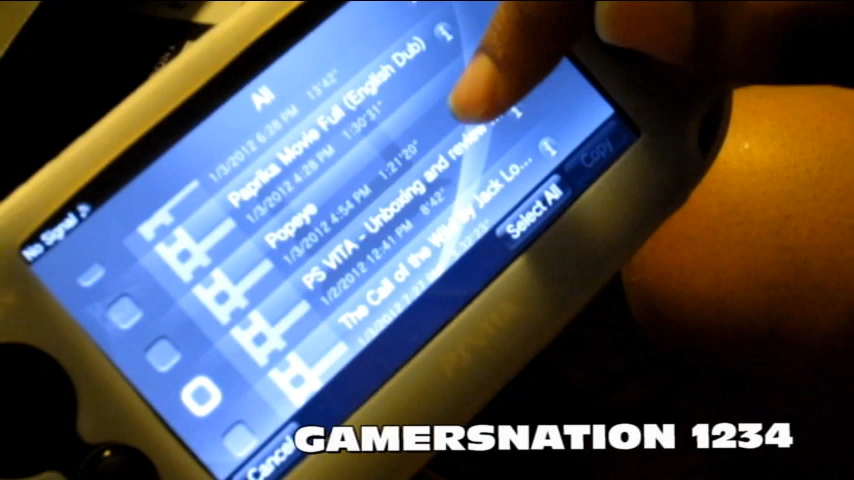 No Signal
All
1/3/2012 6:28 PM 13'42"
Paprika Movie Full (English Dub)
1/3/2012 4:28 PM 1:30'31"
Popeye
1/3/2012 4:54 PM 1:21'20"
PS VITA - Unboxing and review ...
1/2/2012 12:41 PM 8'42"
The Call of the Jack Lo...
Cancel
Select All
Copy
GAMERSNATION 1234